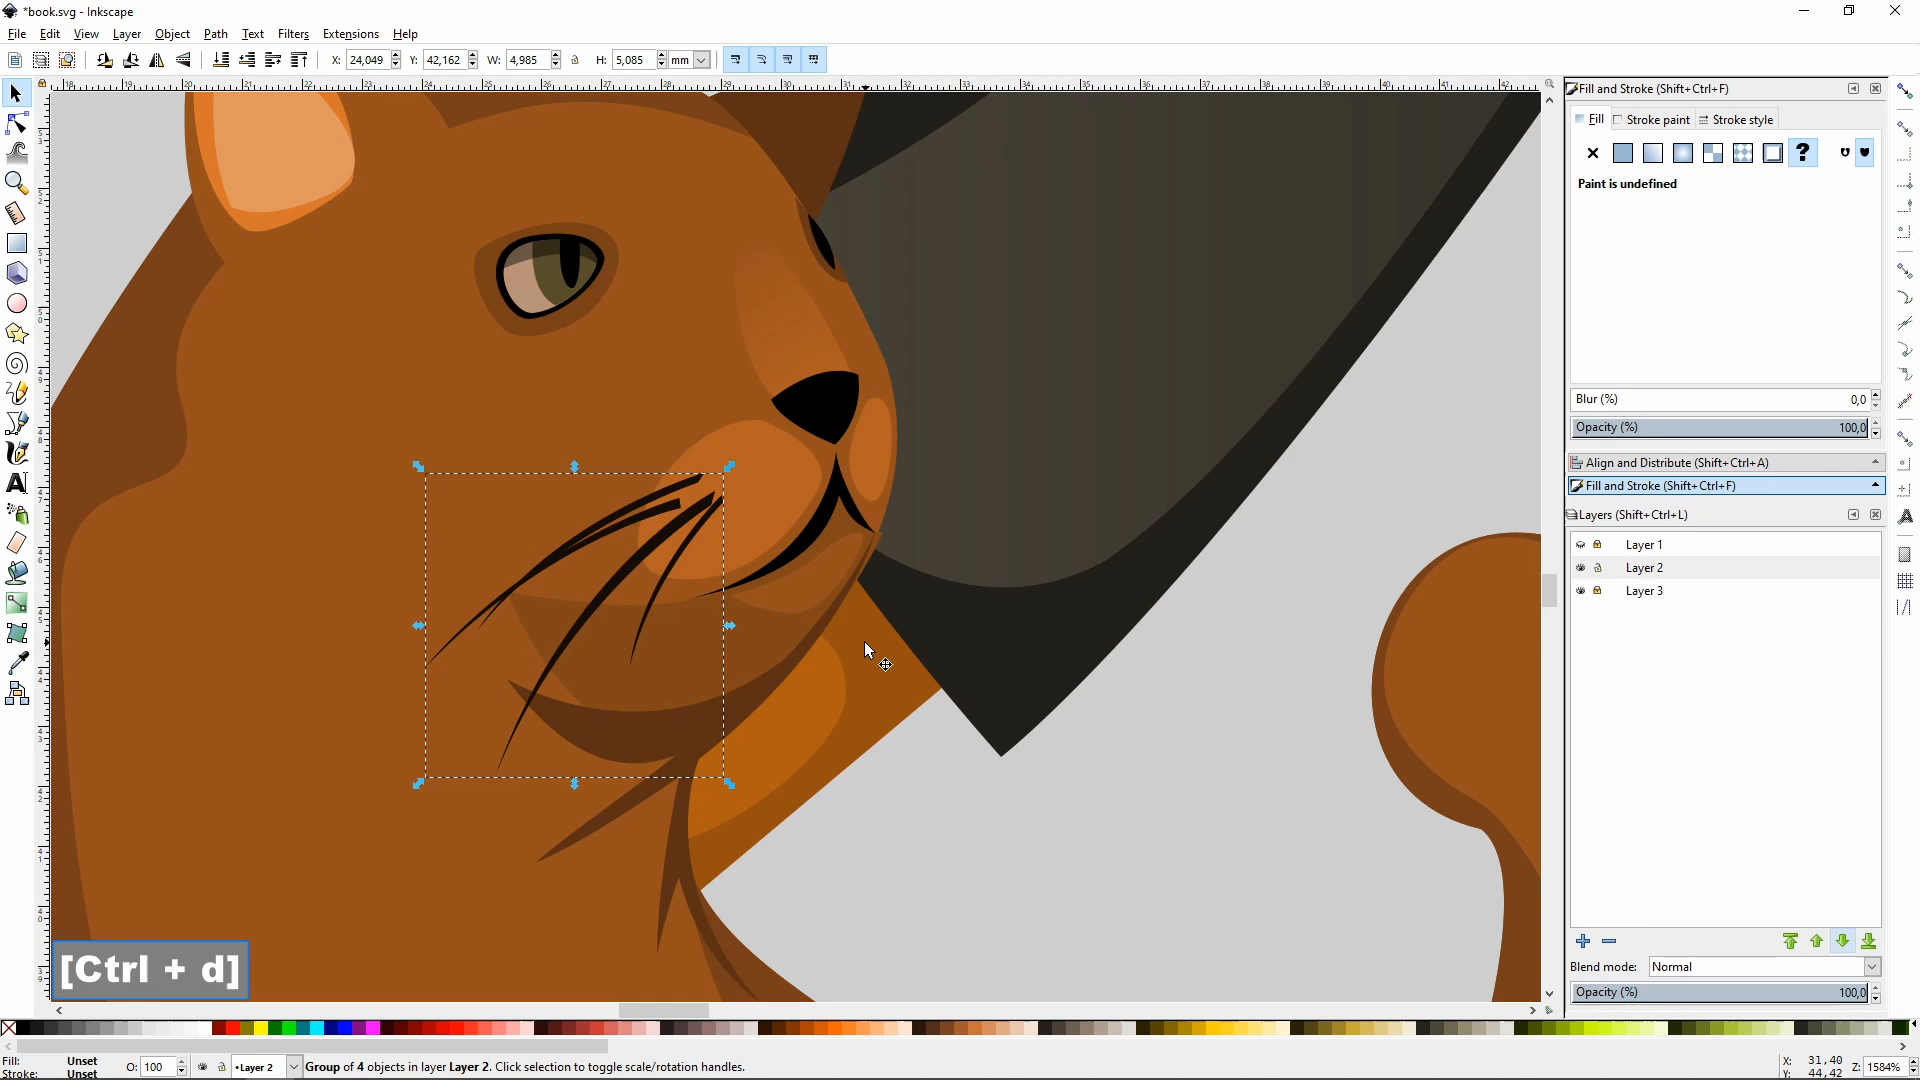 *book.svg - Inkscape
File Edit View Layer Object Path Text Filters Extensions Help
X: 24,049 Y: 42,162 W: 4,985 H: 5,085 mm
Fill and Stroke (Shift+Ctrl+F)
Fill Stroke paint Stroke style
?
Paint is undefined
Blur (%) 0,0
Opacity (%) 100,0
Align and Distribute (Shift+Ctrl+A)
Fill and Stroke (Shift+Ctrl+F)
Layers (Shift+Ctrl+L)
Layer 1
Layer 2
Layer 3
Blend mode: Normal
Opacity (%) 100,0
[Ctrl + d]
Fill: Unset
Stroke: Unset
O: 100
•Layer 2
Group of 4 objects in layer Layer 2. Click selection to toggle scale/rotation handles.
X: 31,40
Y: 44,42
Z: 1584%